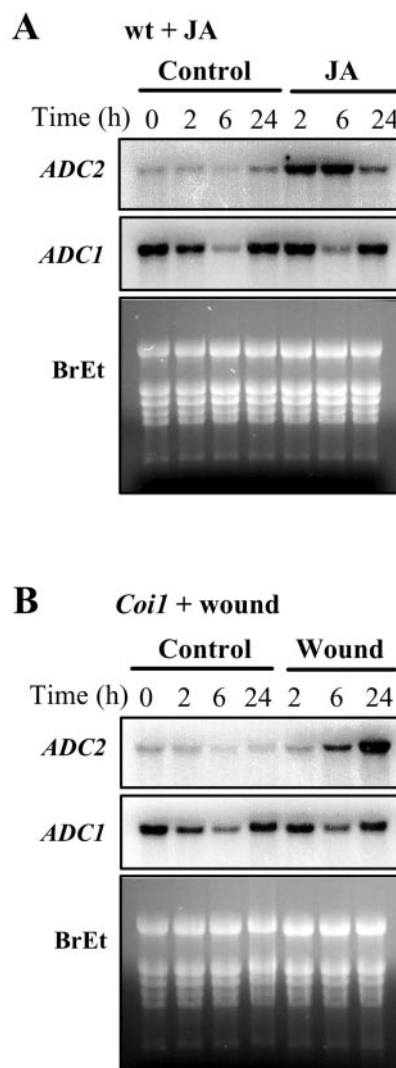 A
wt + JA
Control JA
Time (h) 0 2 6 24 2 6 24
ADC2
ADC1
BrEt
B
Coi1 + wound
Control Wound
Time (h) 0 2 6 24 2 6 24
ADC2
ADC1
BrEt